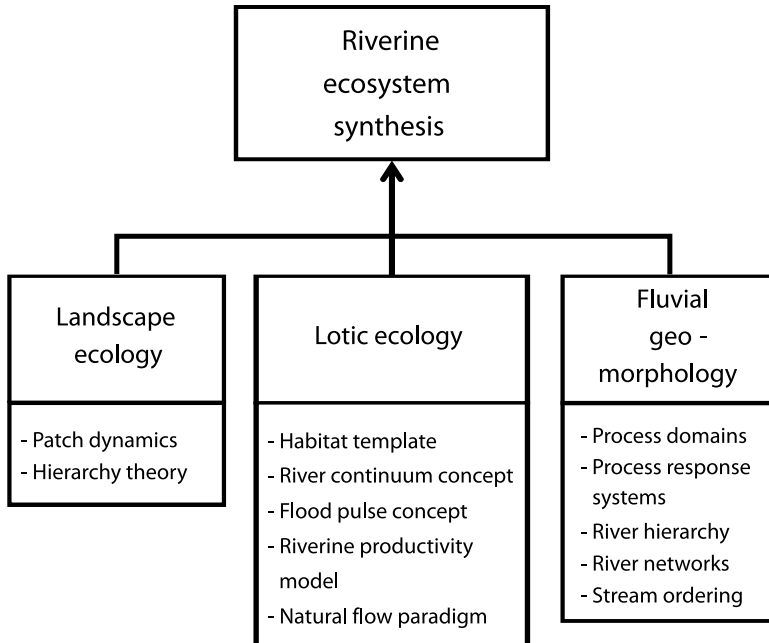 Riverine
ecosystem
synthesis
Landscape
ecology
- Patch dynamics
- Hierarchy theory
Lotic ecology
- Habitat template
- River continuum concept
- Flood pulse concept
- Riverine productivity
model
- Natural flow paradigm
Fluvial
geo -
morphology
- Process domains
- Process response
systems
- River hierarchy
- River networks
- Stream ordering